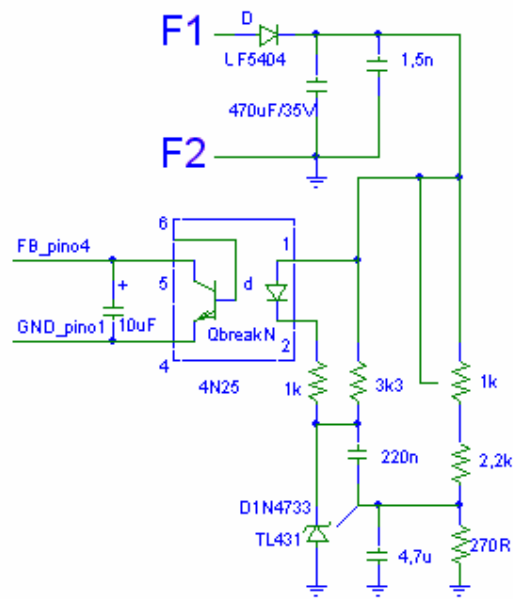 F1
D
UF5404
470uF/35V
1,5n
F2
6
1
FB_pino4
+
5
d
10uF
GND_pino1
QbreakN
2
4
4N25
1k
3k3
1k
220n
2,2k
D1N4733
TL431
4,7u
270R